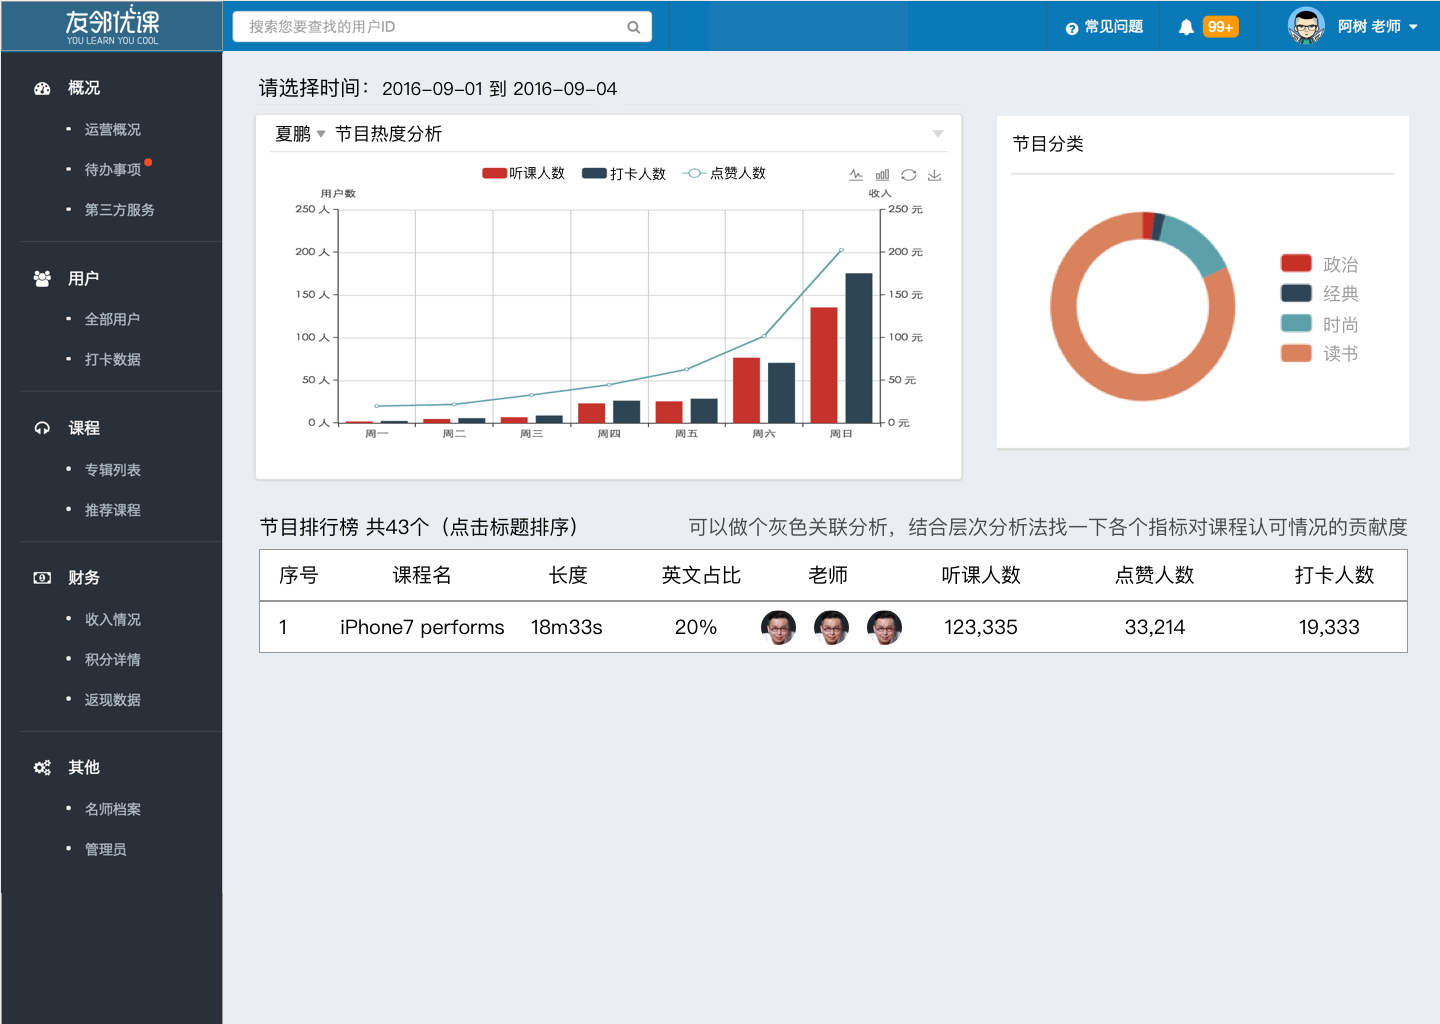 友邻优课
YOU LEARN YOU COOL
搜索您要查找的用户ID
常见问题
99+
阿树 老师
概况
运营概况
待办事项
第三方服务
用户
全部用户
打卡数据
课程
专辑列表
推荐课程
财务
收入情况
积分详情
返现数据
其他
名师档案
管理员
请选择时间：2016-09-01 到 2016-09-04
夏鹏 节目热度分析
听课人数 打卡人数 点赞人数
用户数 收入
250 人 250 元
200 人 200 元
150 人 150 元
100 人 100 元
50 人 50 元
0 人 0 元
周一 周二 周三 周四 周五 周六 周日
节目分类
政治
经典
时尚
读书
节目排行榜 共43个（点击标题排序） 可以做个灰色关联分析，结合层次分析法找一下各个指标对课程认可情况的贡献度
序号 课程名 长度 英文占比 老师 听课人数 点赞人数 打卡人数
1 iPhone7 performs 18m33s 20% 123,335 33,214 19,333